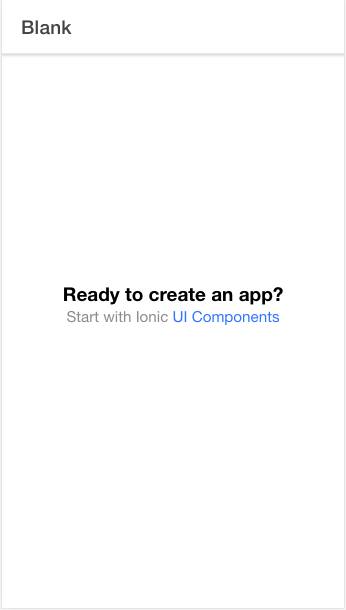 Blank
Ready to create an app?
Start with Ionic UI Components